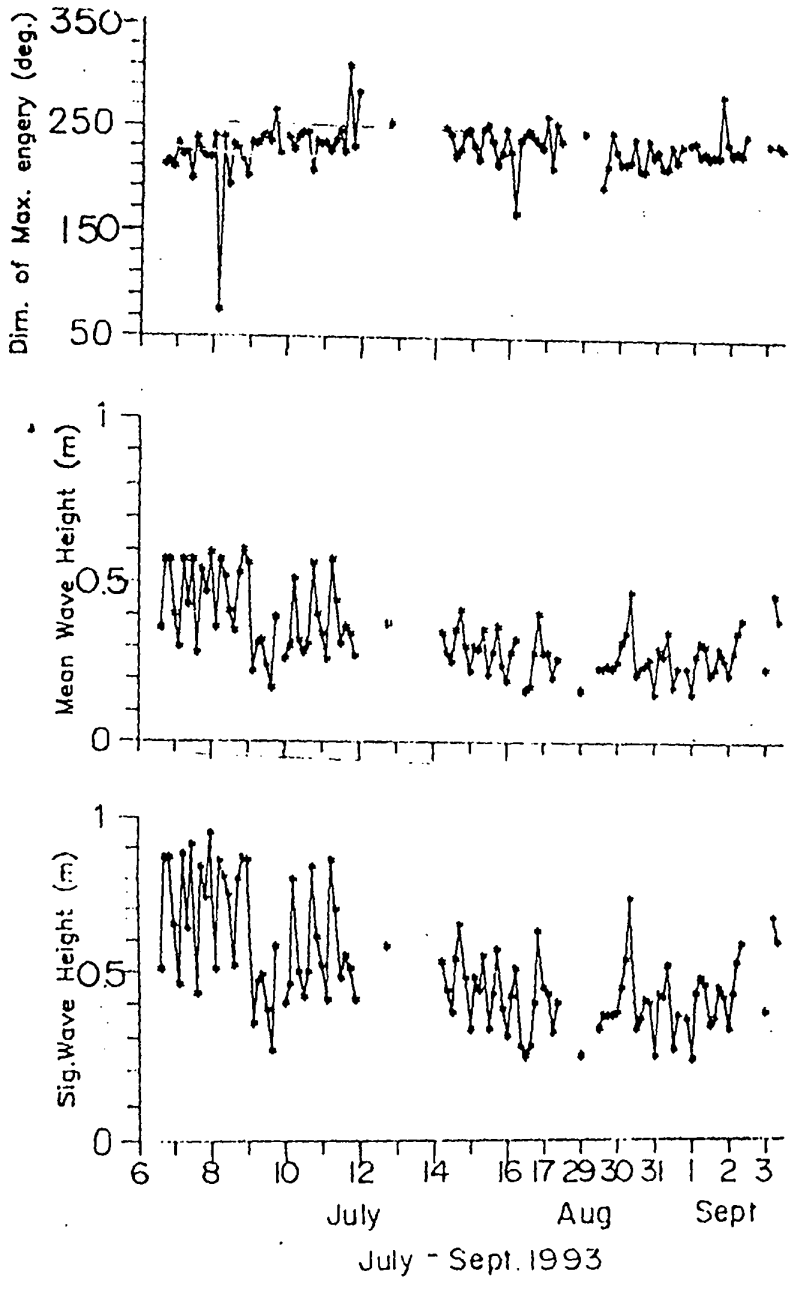 Dirn. of Max. engery (deg.)
350
250
150
50
Mean Wave Height (m)
1
0.5
0
Sig. Wave Height (m)
1
0.5
0
6 8 10 12 14 16 17 29 30 31 1 2 3
July Aug Sept
July - Sept. 1993